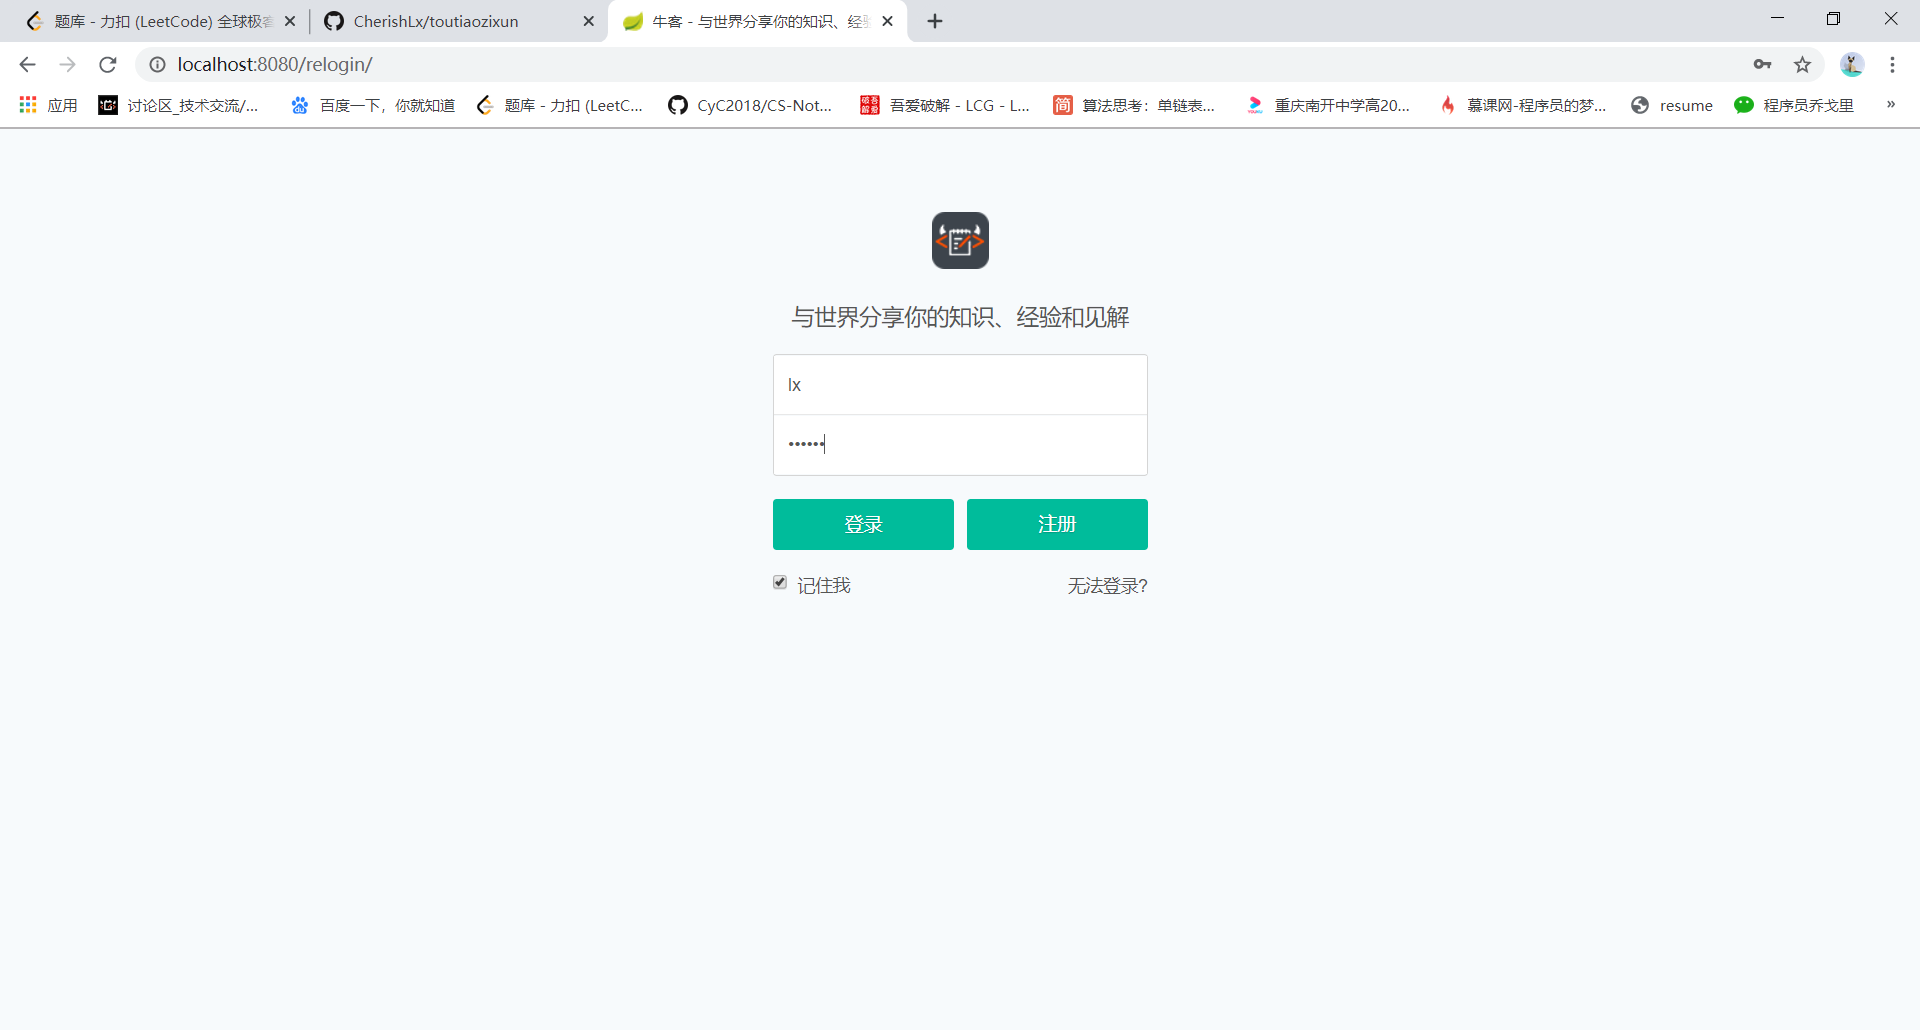 题库 - 力扣 (LeetCode) 全球极客
CherishLx/toutiaozixun
牛客 - 与世界分享你的知识、经验
localhost:8080/relogin/
应用
讨论区_技术交流/...
百度一下，你就知道
题库 - 力扣 (LeetC...
CyC2018/CS-Not...
吾爱破解 - LCG - L...
简
算法思考：单链表...
重庆南开中学高20...
慕课网-程序员的梦...
resume
程序员乔戈里
»
与世界分享你的知识、经验和见解
lx
••••••
登录
注册
记住我
无法登录?